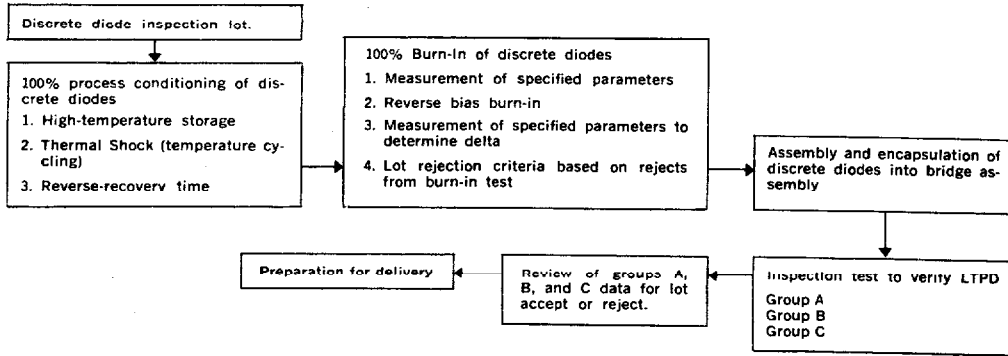 Discrete diode inspection lot.
100% process conditioning of dis-
crete diodes
1. High-temperature storage
2. Thermal Shock (temperature cy-
cling)
3. Reverse-recovery time
100% Burn-In of discrete diodes
1. Measurement of specified parameters
2. Reverse bias burn-in
3. Measurement of specified parameters to
determine delta
4. Lot rejection criteria based on rejects
from burn-in test
Assembly and encapsulation of
discrete diodes into bridge as-
sembly
Inspection test to verify LTPD
Group A
Group B
Group C
Review of groups A,
B, and C data for lot
accept or reject.
Preparation for delivery